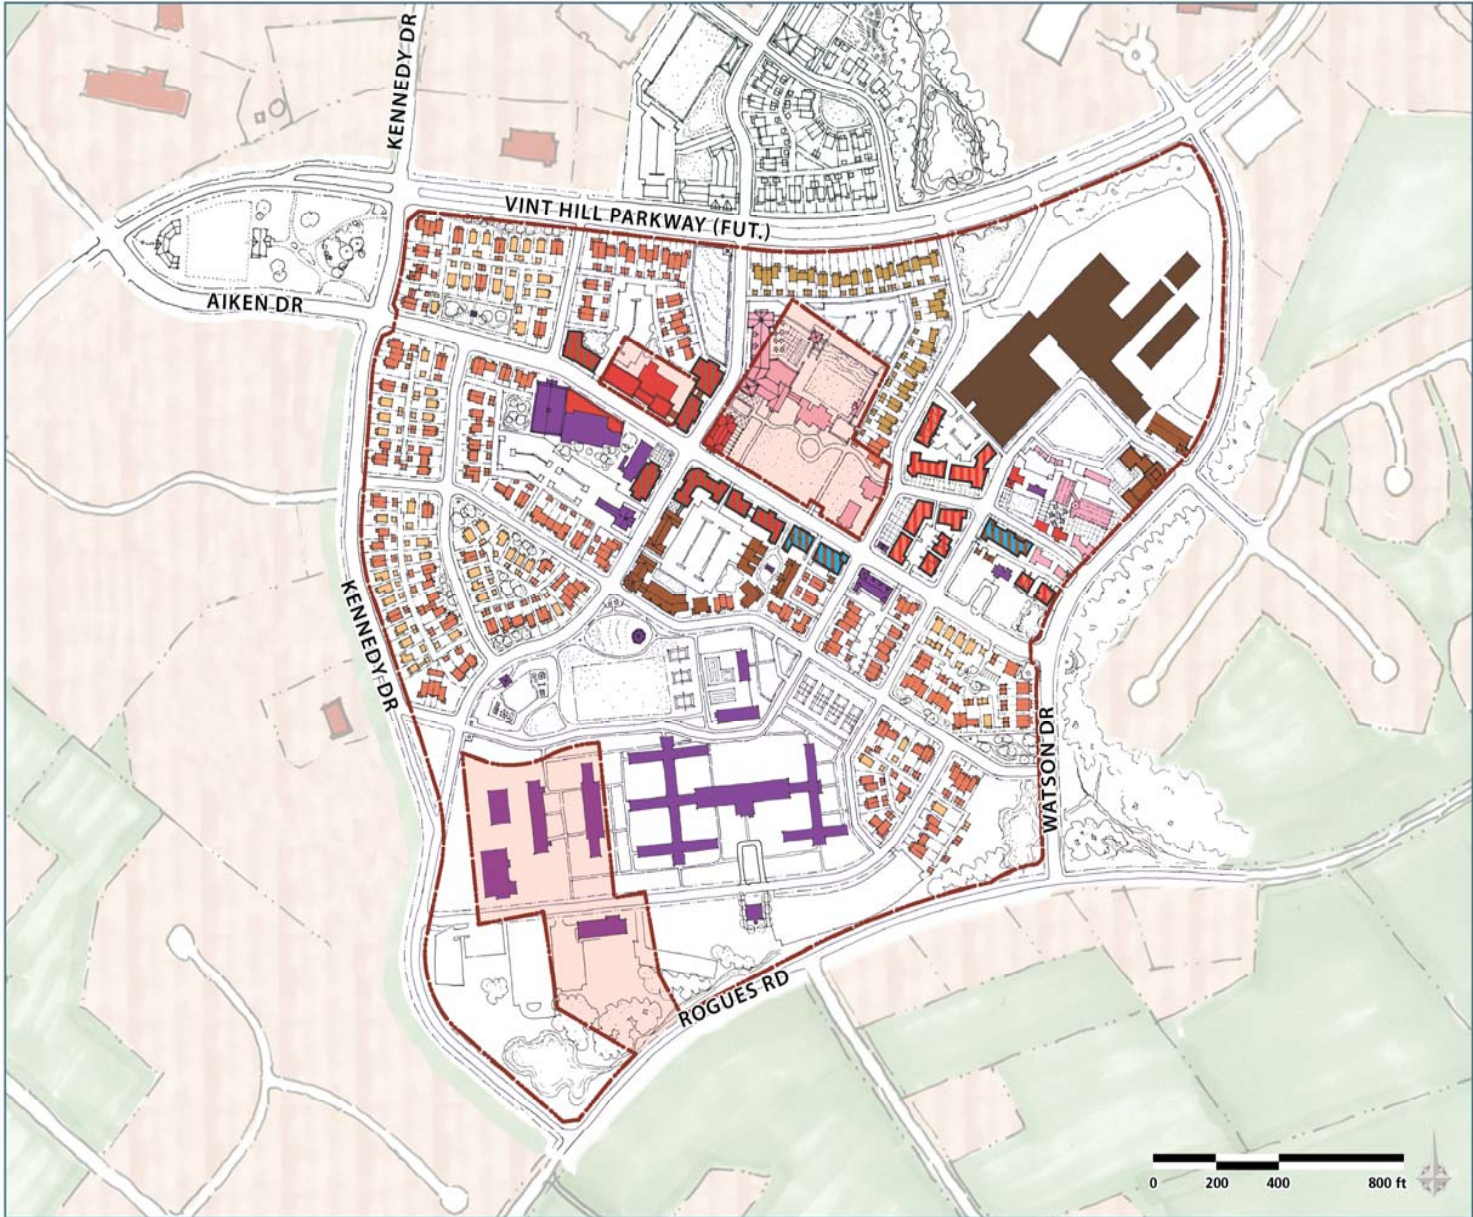 KENNEDY DR
VINT HILL PARKWAY (FUT.)
AIKEN DR
KENNEDY DR
WATSON DR
ROGUES RD
0 200 400 800 ft